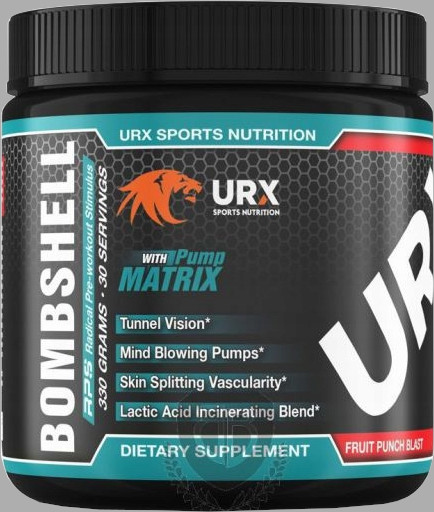 URX SPORTS NUTRITION
BOMBSHELL
RPS Radical Pre-workout Stimulus
330 GRAMS - 30 SERVINGS
URX
SPORTS NUTRITION
WITH Pump
MATRIX
Tunnel Vision*
Mind Blowing Pumps*
Skin Splitting Vascularity*
Lactic Acid Incinerating Blend*
DIETARY SUPPLEMENT
UR
FRUIT PUNCH BLAST